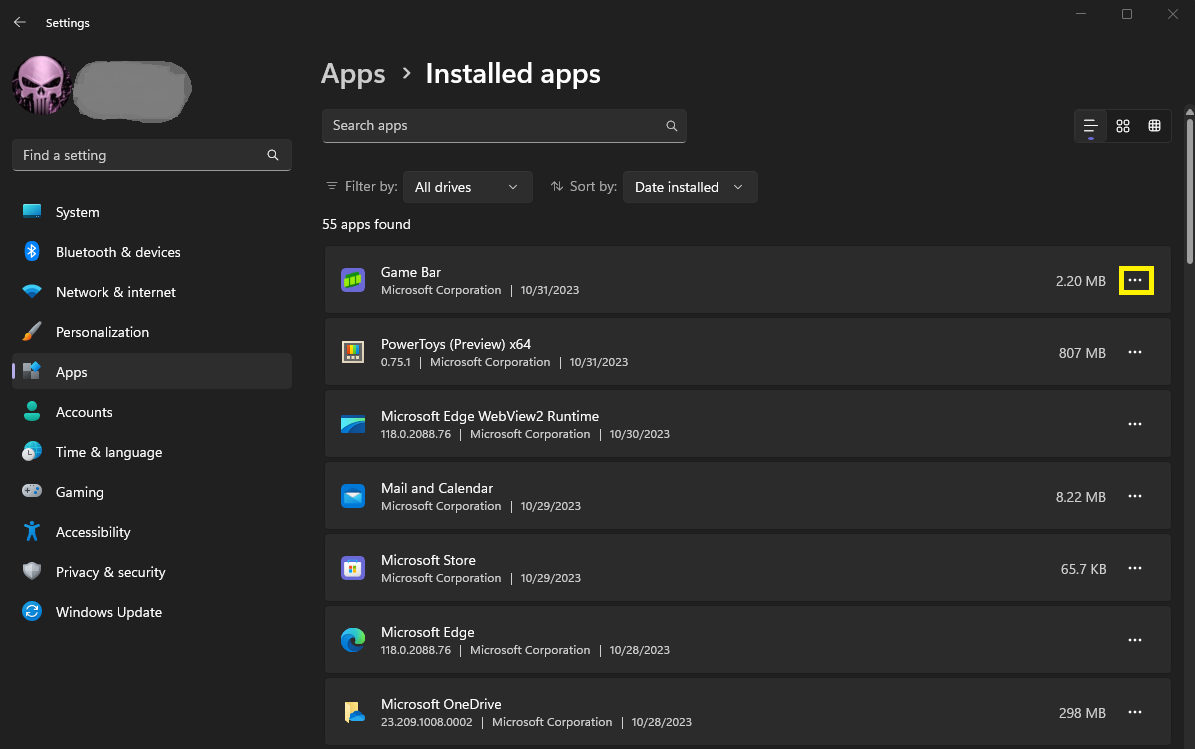 Settings
Find a setting
System
Bluetooth & devices
Network & internet
Personalization
Apps
Accounts
Time & language
Gaming
Accessibility
Privacy & security
Windows Update
Apps > Installed apps
Search apps
Filter by: All drives Sort by: Date installed
55 apps found
Game Bar
Microsoft Corporation | 10/31/2023
2.20 MB
PowerToys (Preview) x64
0.75.1 | Microsoft Corporation | 10/31/2023
807 MB
Microsoft Edge WebView2 Runtime
118.0.2088.76 | Microsoft Corporation | 10/30/2023
Mail and Calendar
Microsoft Corporation | 10/29/2023
8.22 MB
Microsoft Store
Microsoft Corporation | 10/29/2023
65.7 KB
Microsoft Edge
118.0.2088.76 | Microsoft Corporation | 10/28/2023
Microsoft OneDrive
23.209.1008.0002 | Microsoft Corporation | 10/28/2023
298 MB